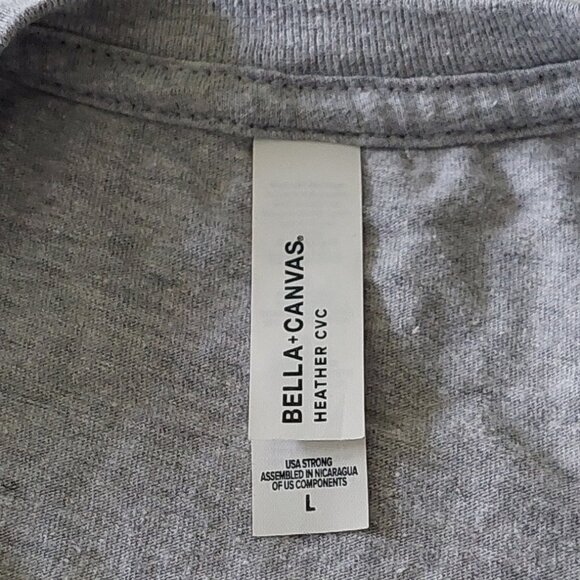 BELLA+CANVAS®
HEATHER CVC
USA STRONG
ASSEMBLED IN NICARAGUA
OF US COMPONENTS
L